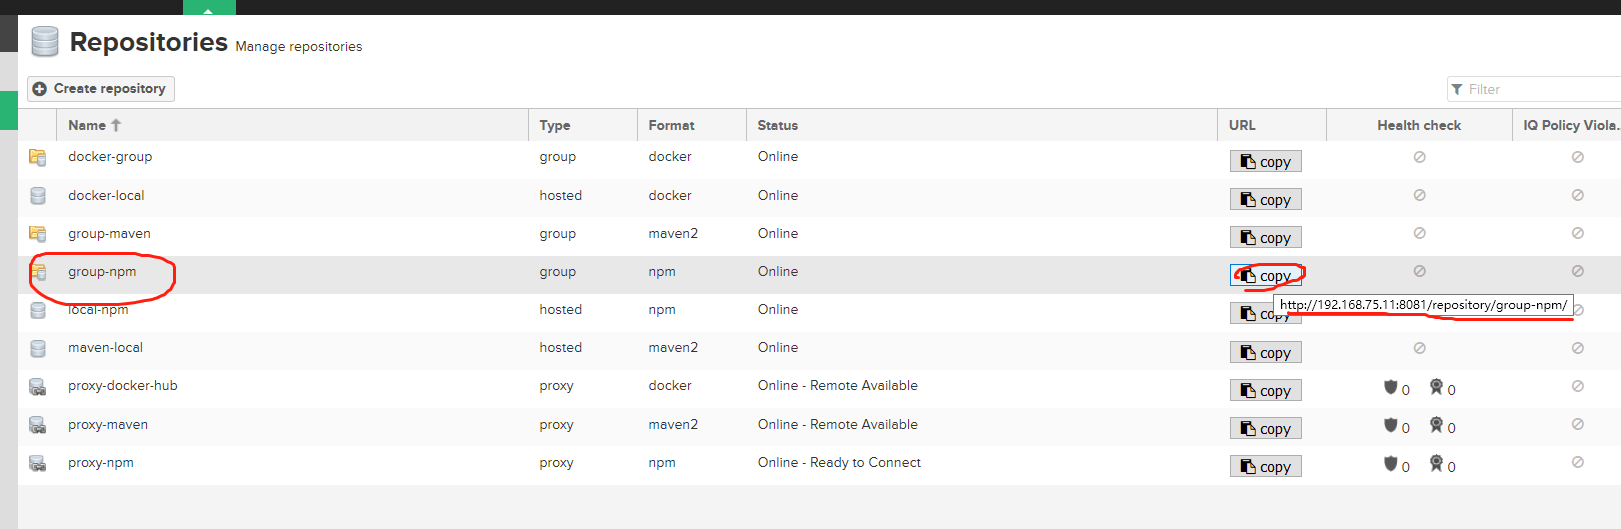 Repositories Manage repositories
Create repository
Filter
Name Type Format Status URL Health check IQ Policy Viola...
docker-group group docker Online copy
docker-local hosted docker Online copy
group-maven group maven2 Online copy
group-npm group npm Online copy
http://192.168.75.11:8081/repository/group-npm/
local-npm hosted npm Online copy
maven-local hosted maven2 Online copy
proxy-docker-hub proxy docker Online - Remote Available copy 0 0
proxy-maven proxy maven2 Online - Remote Available copy 0 0
proxy-npm proxy npm Online - Ready to Connect copy 0 0